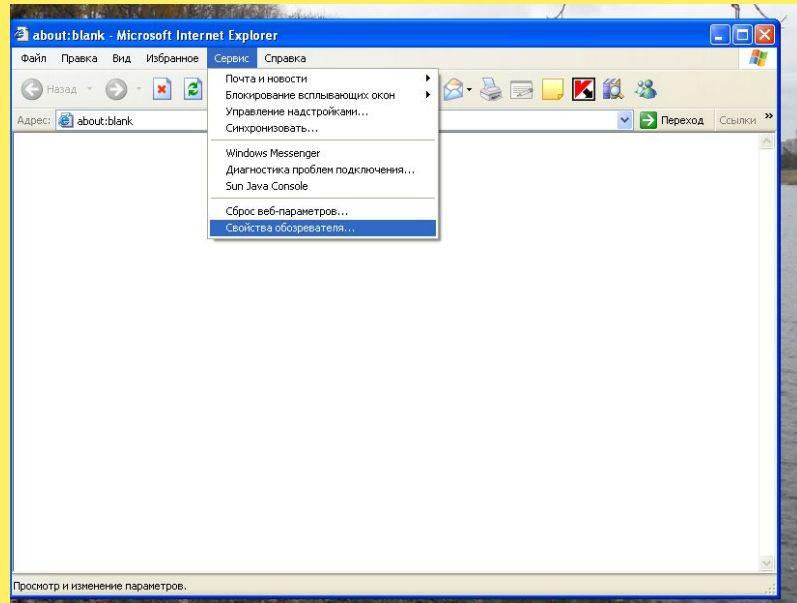 about:blank - Microsoft Internet Explorer
Файл Правка Вид Избранное Сервис Справка
Назад
Адрес: about:blank Переход Ссылки »
Почта и новости
Блокирование всплывающих окон
Управление надстройками...
Синхронизовать...
Windows Messenger
Диагностика проблем подключения...
Sun Java Console
Сброс веб-параметров...
Свойства обозревателя...
Просмотр и изменение параметров.